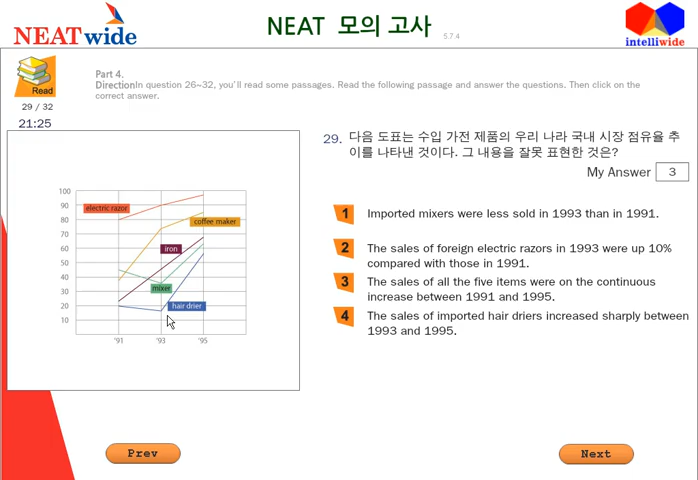 NEATwide
NEAT 모의 고사
5.7.4
intelliwide
Read
29 / 32
21:25
Part 4.
DirectionIn question 26~32, you'll read some passages. Read the following passage and answer the questions. Then click on the
correct answer.
100
90
80
70
60
50
40
30
20
10
'91
'93
'95
electric razor
coffee maker
iron
mixer
hair drier
29. 다음 도표는 수입 가전 제품의 우리 나라 국내 시장 점유율 추
이를 나타낸 것이다. 그 내용을 잘못 표현한 것은?
My Answer 3
1 Imported mixers were less sold in 1993 than in 1991.
2 The sales of foreign electric razors in 1993 were up 10%
compared with those in 1991.
3 The sales of all the five items were on the continuous
increase between 1991 and 1995.
4 The sales of imported hair driers increased sharply between
1993 and 1995.
Prev
Next